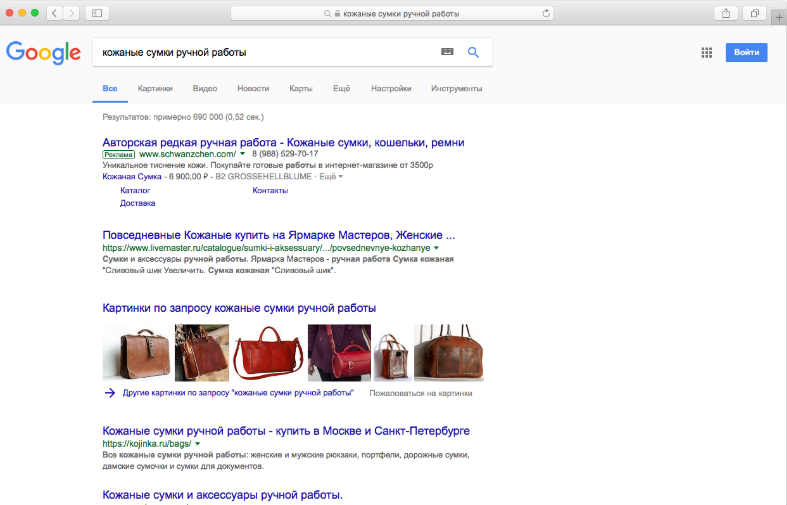 кожаные сумки ручной работы
Google
кожаные сумки ручной работы
Войти
Все Картинки Видео Новости Карты Ещё Настройки Инструменты
Результатов: примерно 690 000 (0,52 сек.)
Авторская редкая ручная работа - Кожаные сумки, кошельки, ремни
Реклама www.schwanzchen.com/ 8 (988) 529-70-17
Уникальное тиснение кожи. Покупайте готовые работы в интернет-магазине от 3500р
Кожаная Сумка - 6 900,00 ₽ - B2 GROSSEHELLBLUME · Ещё
Каталог Контакты
Доставка
Повседневные Кожаные купить на Ярмарке Мастеров, Женские ...
https://www.livemaster.ru/catalogue/sumki-i-aksessuary/.../povsednevnye-kozhanye
Сумки и аксессуары ручной работы. Ярмарка Мастеров - ручная работа Сумка кожаная
"Сливовый шик Увеличить. Сумка кожаная "Сливовый шик".
Картинки по запросу кожаные сумки ручной работы
Другие картинки по запросу "кожаные сумки ручной работы" Пожаловаться на картинки
Кожаные сумки ручной работы - купить в Москве и Санкт-Петербурге
https://kojinka.ru/bags/
Все кожаные сумки ручной работы: женские и мужские рюкзаки, портфели, дорожные сумки,
дамские сумочки и сумки для документов.
Кожаные сумки и аксессуары ручной работы.